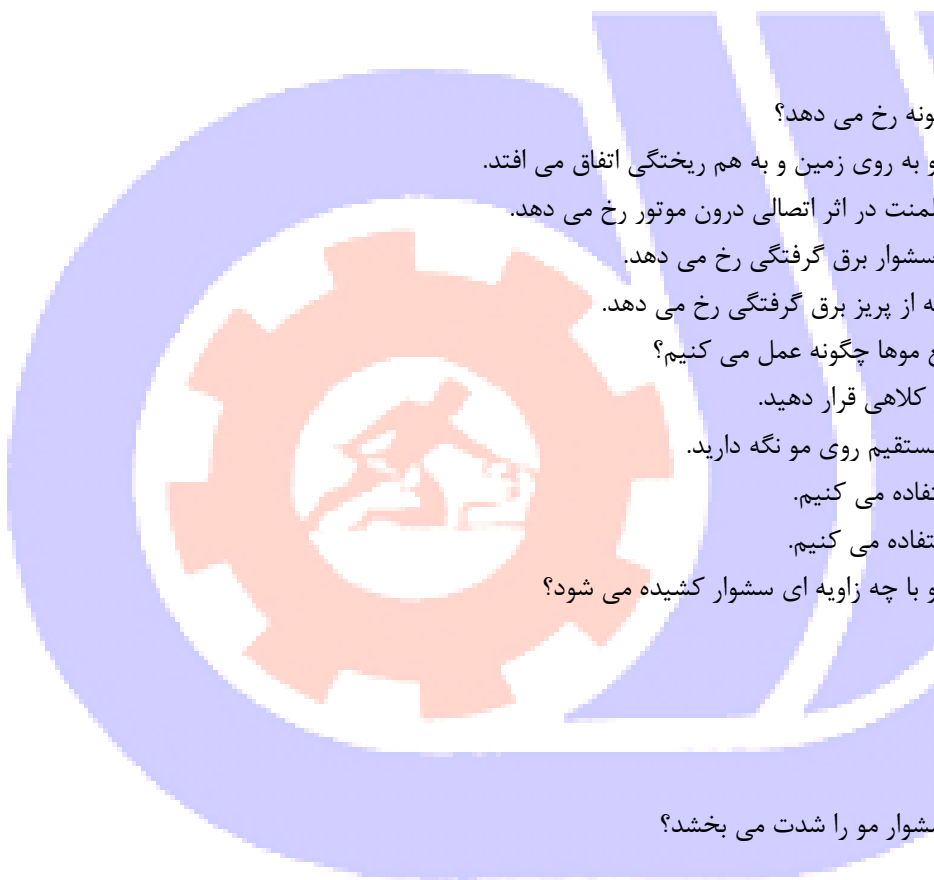 ونه رخ می دهد؟
و به روی زمین و به هم ریختگی اتفاق می افتد.
لمنت در اثر اتصالی درون موتور رخ می دهد.
سشوار برق گرفتگی رخ می دهد.
ه از پریز برق گرفتگی رخ می دهد.
موها چگونه عمل می کنیم؟
کلاهی قرار دهید.
ستقیم روی مو نگه دارید.
تفاده می کنیم.
تفاده می کنیم.
و با چه زاویه ای سشوار کشیده می شود؟
شوار مو را شدت می بخشد؟